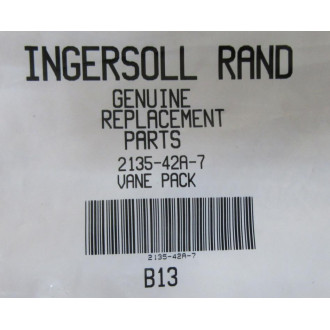 INGERSOLL RAND
GENUINE
REPLACEMENT
PARTS
2135-42A-7
VANE PACK
2135-42A-7
B13